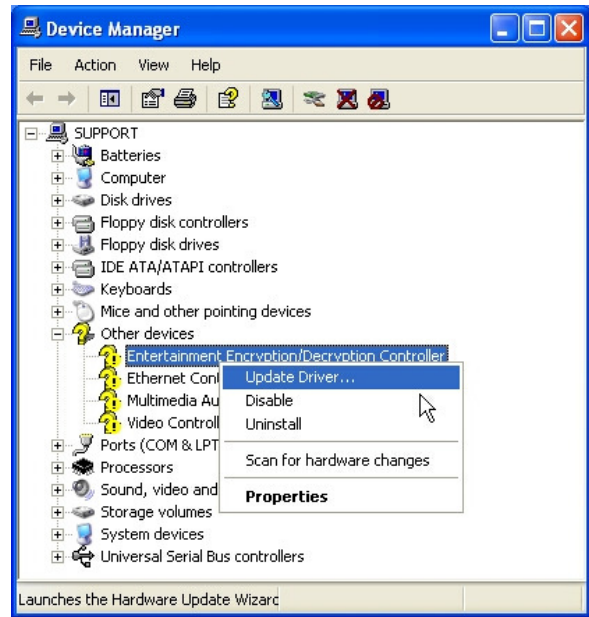 Device Manager
File Action View Help
SUPPORT
Batteries
Computer
Disk drives
Floppy disk controllers
Floppy disk drives
IDE ATA/ATAPI controllers
Keyboards
Mice and other pointing devices
Other devices
Entertainment Encryption/Decryption Controller
Ethernet Cont
Update Driver...
Multimedia Au
Disable
Video Controll
Uninstall
Ports (COM & LPT
Processors
Scan for hardware changes
Sound, video and
Properties
Storage volumes
System devices
Universal Serial Bus controllers
Launches the Hardware Update Wizard